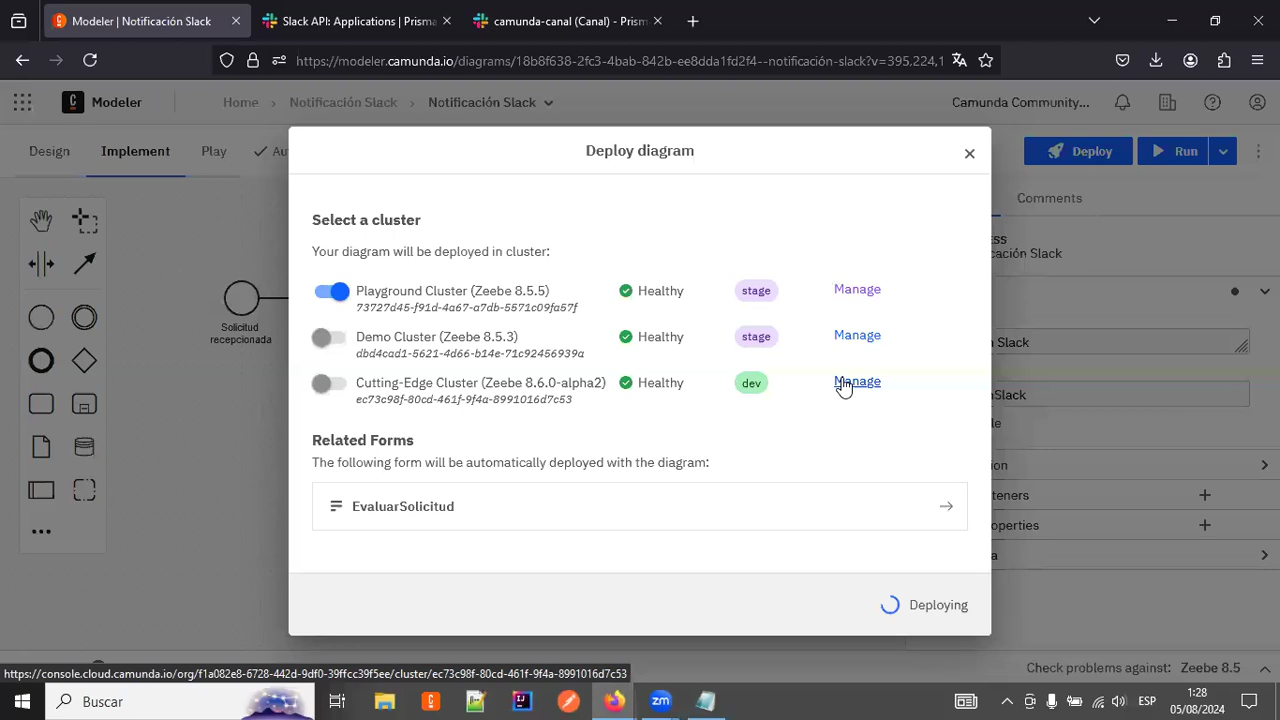 Modeler | Notificación Slack
Slack API: Applications | Prisma
camunda-canal (Canal) - Prism
https://modeler.camunda.io/diagrams/18b8f638-2fc3-4bab-842b-ee8dda1fd2f4--notificación-slack?v=395,224,1
Modeler
Home
Notificación Slack
Notificación Slack
Camunda Community...
Design
Implement
Play
Deploy
Run
Deploy diagram
Comments
Select a cluster
Your diagram will be deployed in cluster:
Playground Cluster (Zeebe 8.5.5)
73727d45-f91d-4a67-a7db-5571c09fa57f
Healthy
stage
Manage
Demo Cluster (Zeebe 8.5.3)
dbd4cad1-5621-4d66-b14e-71c92456939a
Healthy
stage
Manage
Cutting-Edge Cluster (Zeebe 8.6.0-alpha2)
ec73c98f-80cd-461f-9f4a-8991016d7c53
Healthy
dev
Manage
Related Forms
The following form will be automatically deployed with the diagram:
EvaluarSolicitud
Deploying
Solicitud
recepcionada
ESS
ación Slack
n Slack
nSlack
https://console.cloud.camunda.io/org/f1a082e8-6728-442d-9df0-39ffcc39f5ee/cluster/ec73c98f-80cd-461f-9f4a-8991016d7c53
Check problems against:
Zeebe 8.5
Buscar
zm
ESP
1:28
05/08/2024